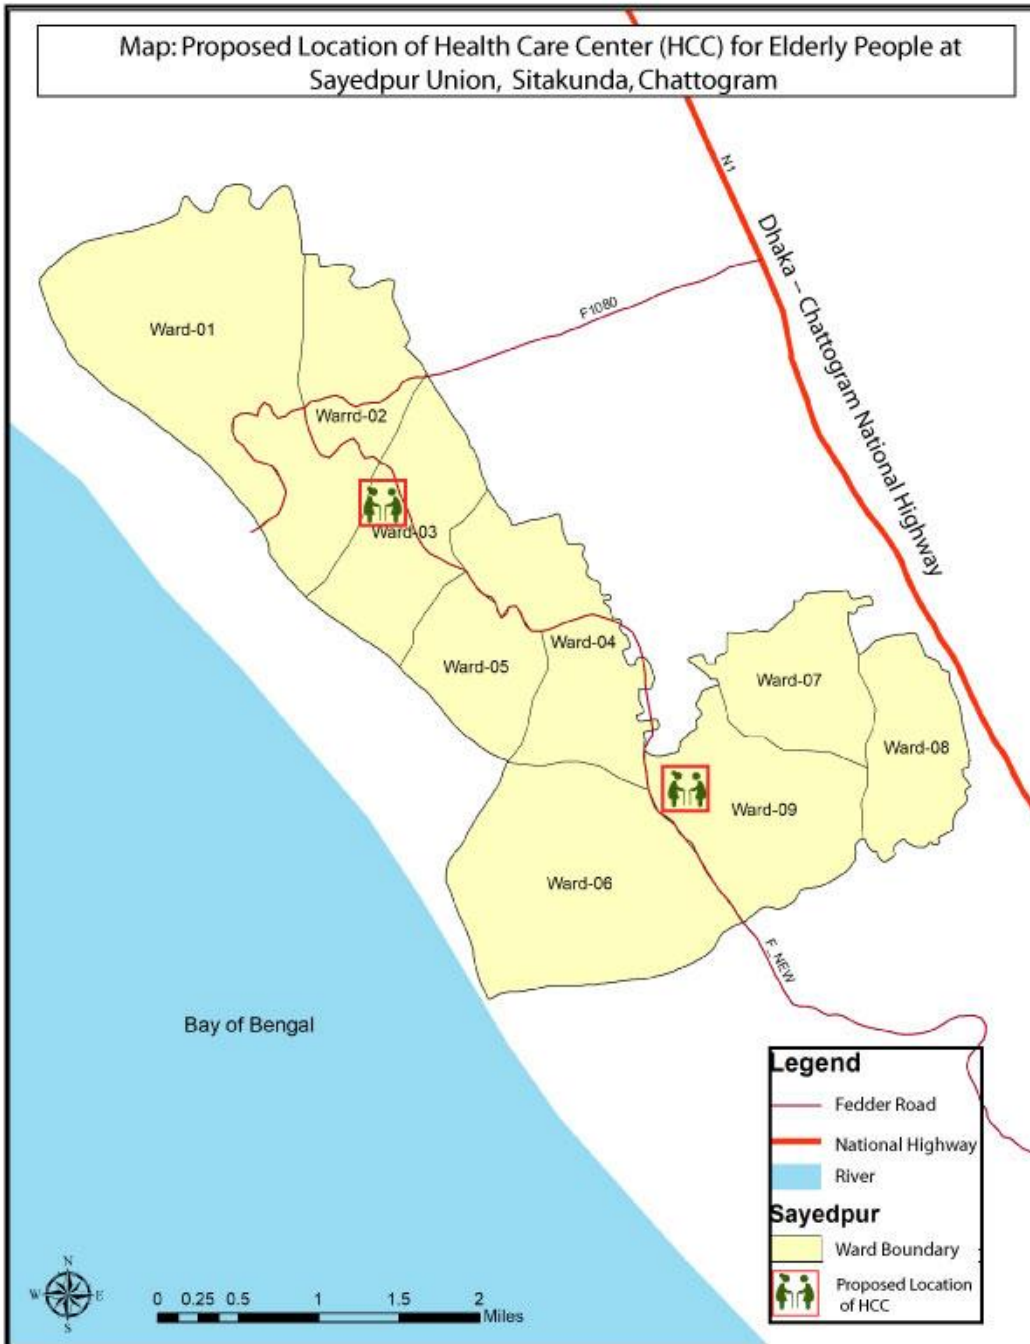 Map: Proposed Location of Health Care Center (HCC) for Elderly People at
Sayedpur Union, Sitakunda, Chattogram
N1
Dhaka – Chattogram National Highway
F1080
Ward-01
Warrd-02
Ward-03
Ward-04
Ward-05
Ward-07
Ward-08
Ward-09
Ward-06
F_NEW
Bay of Bengal
Legend
Fedder Road
National Highway
River
Sayedpur
Ward Boundary
Proposed Location
of HCC
N
W E
S
0 0.25 0.5 1 1.5 2
Miles